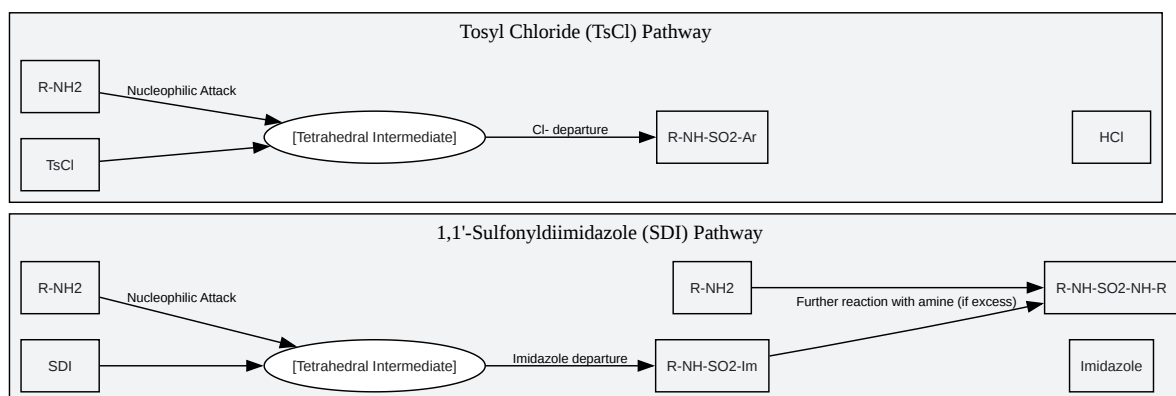 Tosyl Chloride (TsCl) Pathway
R-NH2
Nucleophilic Attack
TsCl
[Tetrahedral Intermediate]
Cl- departure
R-NH-SO2-Ar
HCl
1,1'-Sulfonyldiimidazole (SDI) Pathway
R-NH2
Nucleophilic Attack
SDI
[Tetrahedral Intermediate]
Imidazole departure
R-NH2
R-NH-SO2-Im
Further reaction with amine (if excess)
R-NH-SO2-NH-R
Imidazole